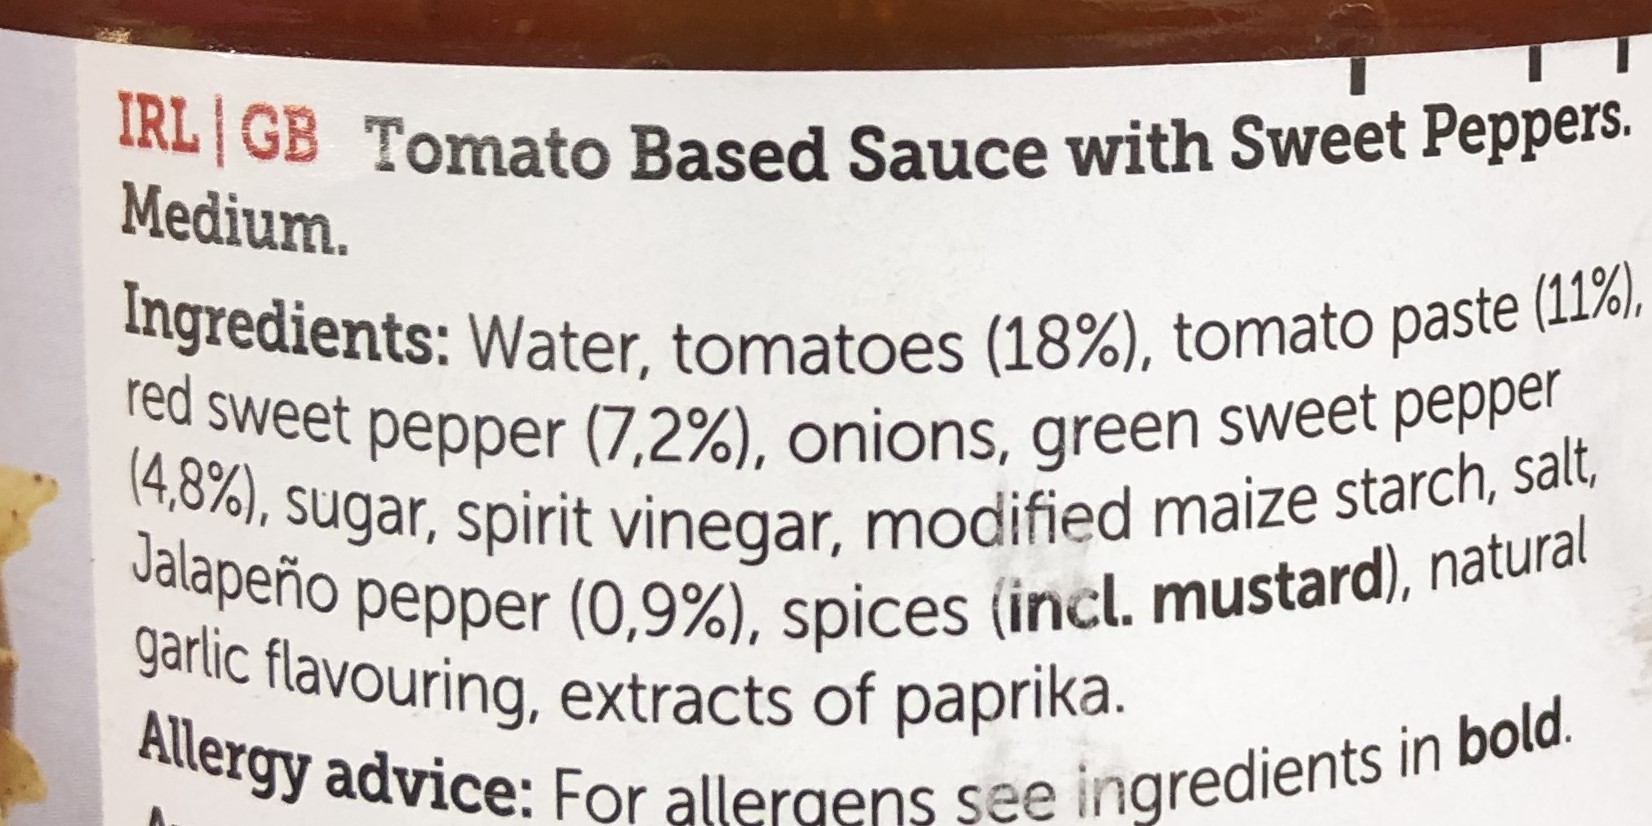 IRL | GB Tomato Based Sauce with Sweet Peppers.
Medium.
Ingredients: Water, tomatoes (18%), tomato paste (11%),
red sweet pepper (7,2%), onions, green sweet pepper
(4,8%), sugar, spirit vinegar, modified maize starch, salt,
Jalapeño pepper (0,9%), spices (incl. mustard), natural
garlic flavouring, extracts of paprika.
Allergy advice: For allergens see ingredients in bold.